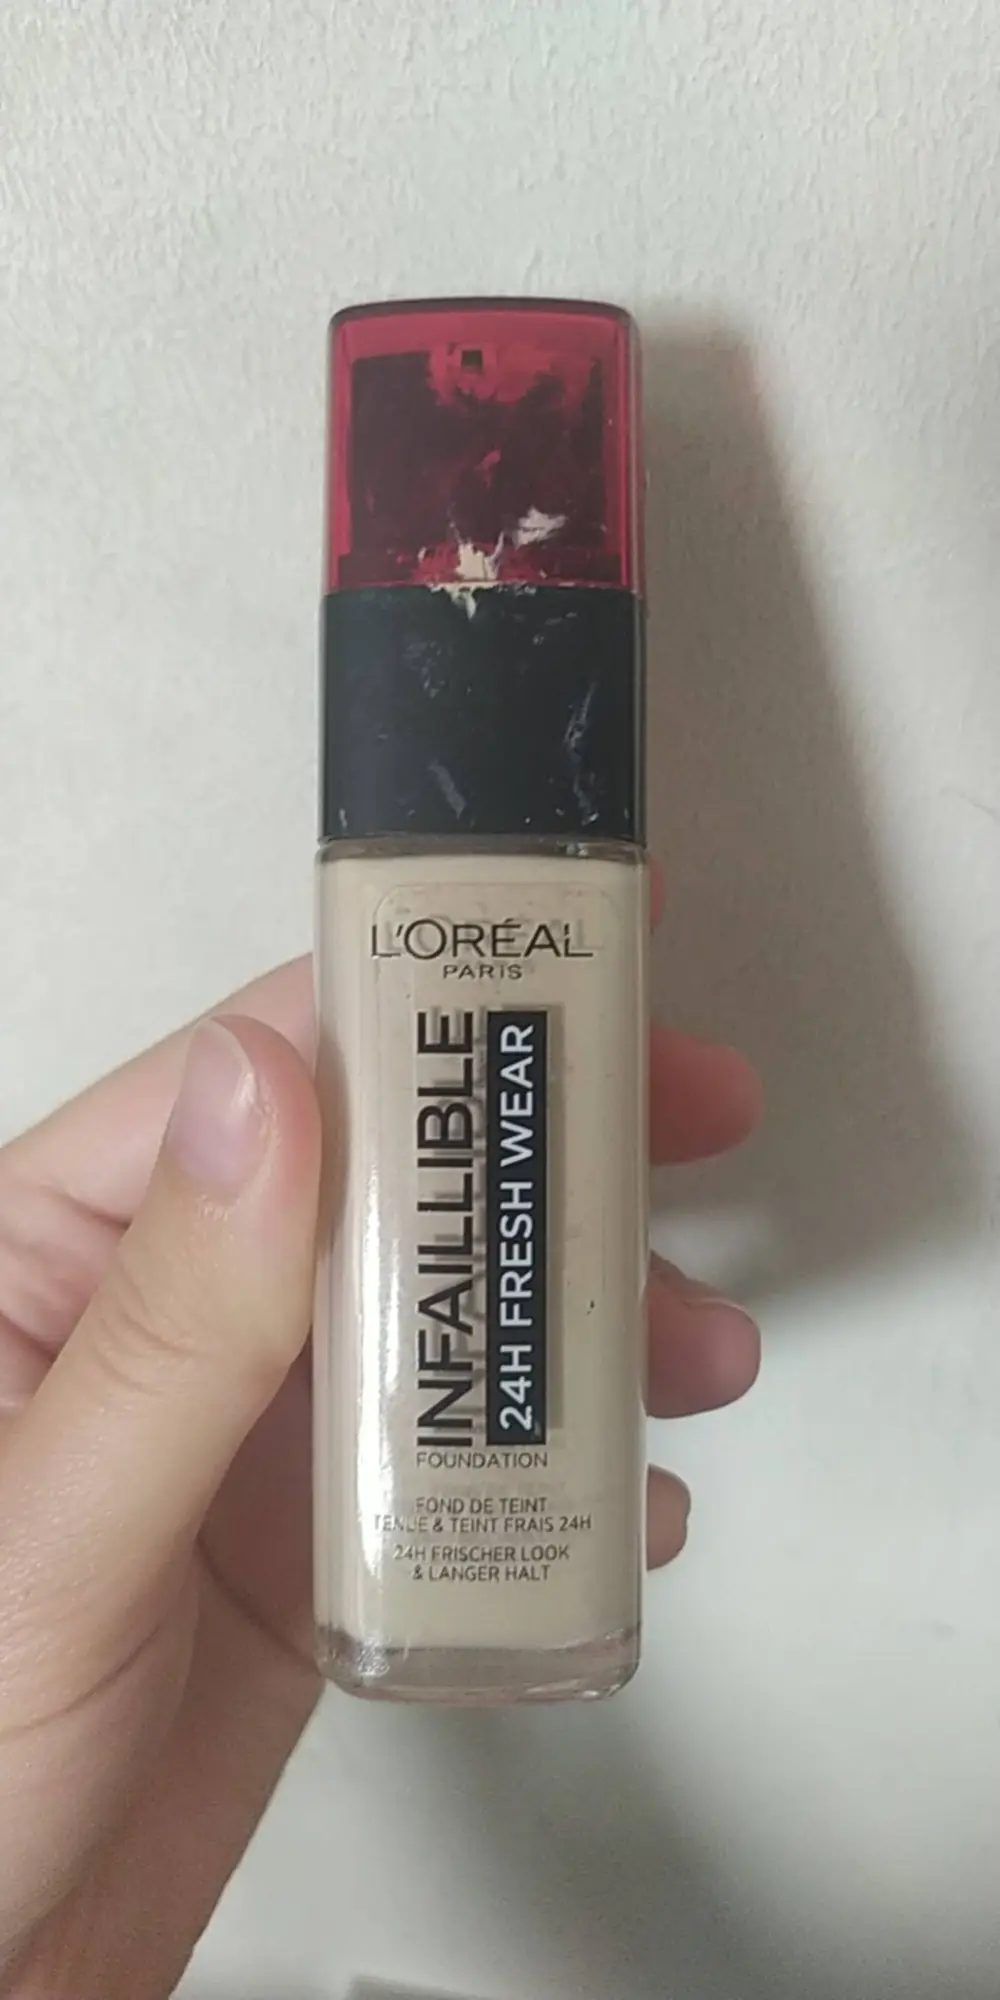 L'ORÉAL
PARIS
INFAILLIBLE
24H FRESH WEAR
FOUNDATION
FOND DE TEINT
TENUE & TEINT FRAIS 24H
24H FRISCHER LOOK
& LANGER HALT